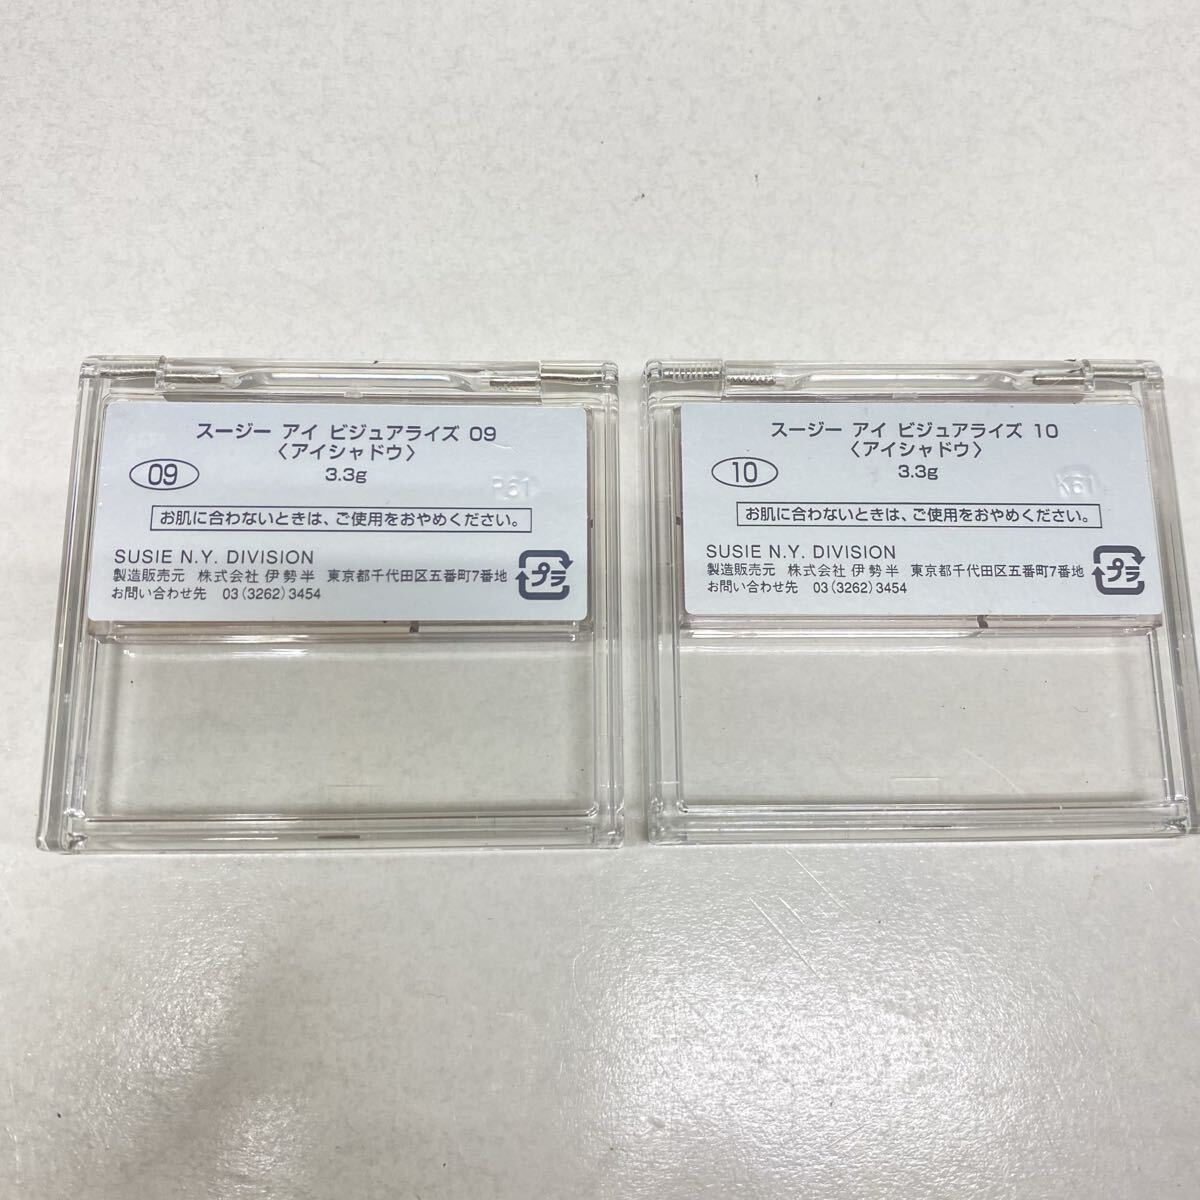 スージー アイ ビジュアライズ 09
〈アイシャドウ〉
09
3.3g
お肌に合わないときは、ご使用をおやめください。
SUSIE N.Y. DIVISION
製造販売元 株式会社 伊勢半 東京都千代田区五番町7番地
お問い合わせ先 03(3262)3454
プラ
スージー アイ ビジュアライズ 10
〈アイシャドウ〉
10
3.3g
K61
お肌に合わないときは、ご使用をおやめください。
SUSIE N.Y. DIVISION
製造販売元 株式会社 伊勢半 東京都千代田区五番町7番地
お問い合わせ先 03(3262)3454
プラ